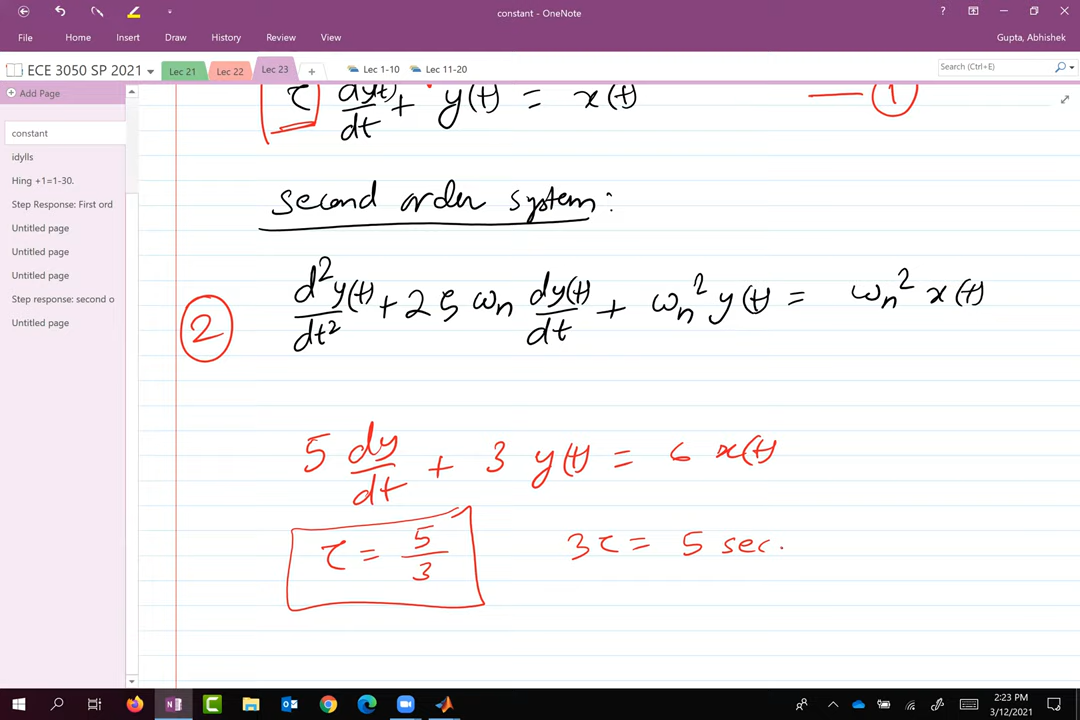 constant - OneNote
?
Gupta, Abhishek
File Home Insert Draw History Review View
ECE 3050 SP 2021 Lec 21 Lec 22 Lec 23 + Lec 1-10 Lec 11-20
Search (Ctrl+E)
Add Page
constant
idylls
Hing +1=1-30.
Step Response: First ord
Untitled page
Untitled page
Untitled page
Step response: second o
Untitled page
τ dy(t)/dt + y(t) = x(t) — 1
second order system:
2 d²y(t)/dt² + 2 ξ ωn dy(t)/dt + ωn² y(t) = ωn² x(t)
5 dy/dt + 3 y(t) = 6 x(t)
τ = 5/3 3τ = 5 sec.
2:23 PM
3/12/2021